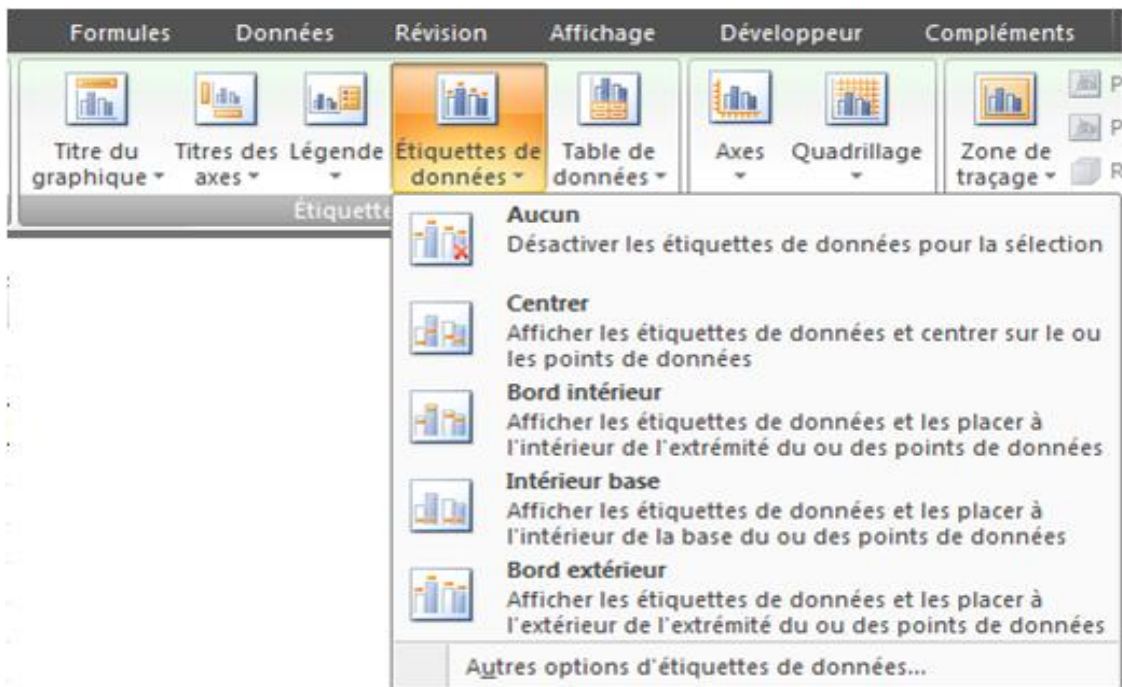 Formules Données Révision Affichage Développeur Compléments
Titre du graphique
Titres des axes
Légende
Étiquettes de données
Table de données
Axes
Quadrillage
Zone de traçage
P
P
R
Aucun
Désactiver les étiquettes de données pour la sélection
Centrer
Afficher les étiquettes de données et centrer sur le ou
les points de données
Bord intérieur
Afficher les étiquettes de données et les placer à
l'intérieur de l'extrémité du ou des points de données
Intérieur base
Afficher les étiquettes de données et les placer à
l'intérieur de la base du ou des points de données
Bord extérieur
Afficher les étiquettes de données et les placer à
l'extérieur de l'extrémité du ou des points de données
Autres options d'étiquettes de données...